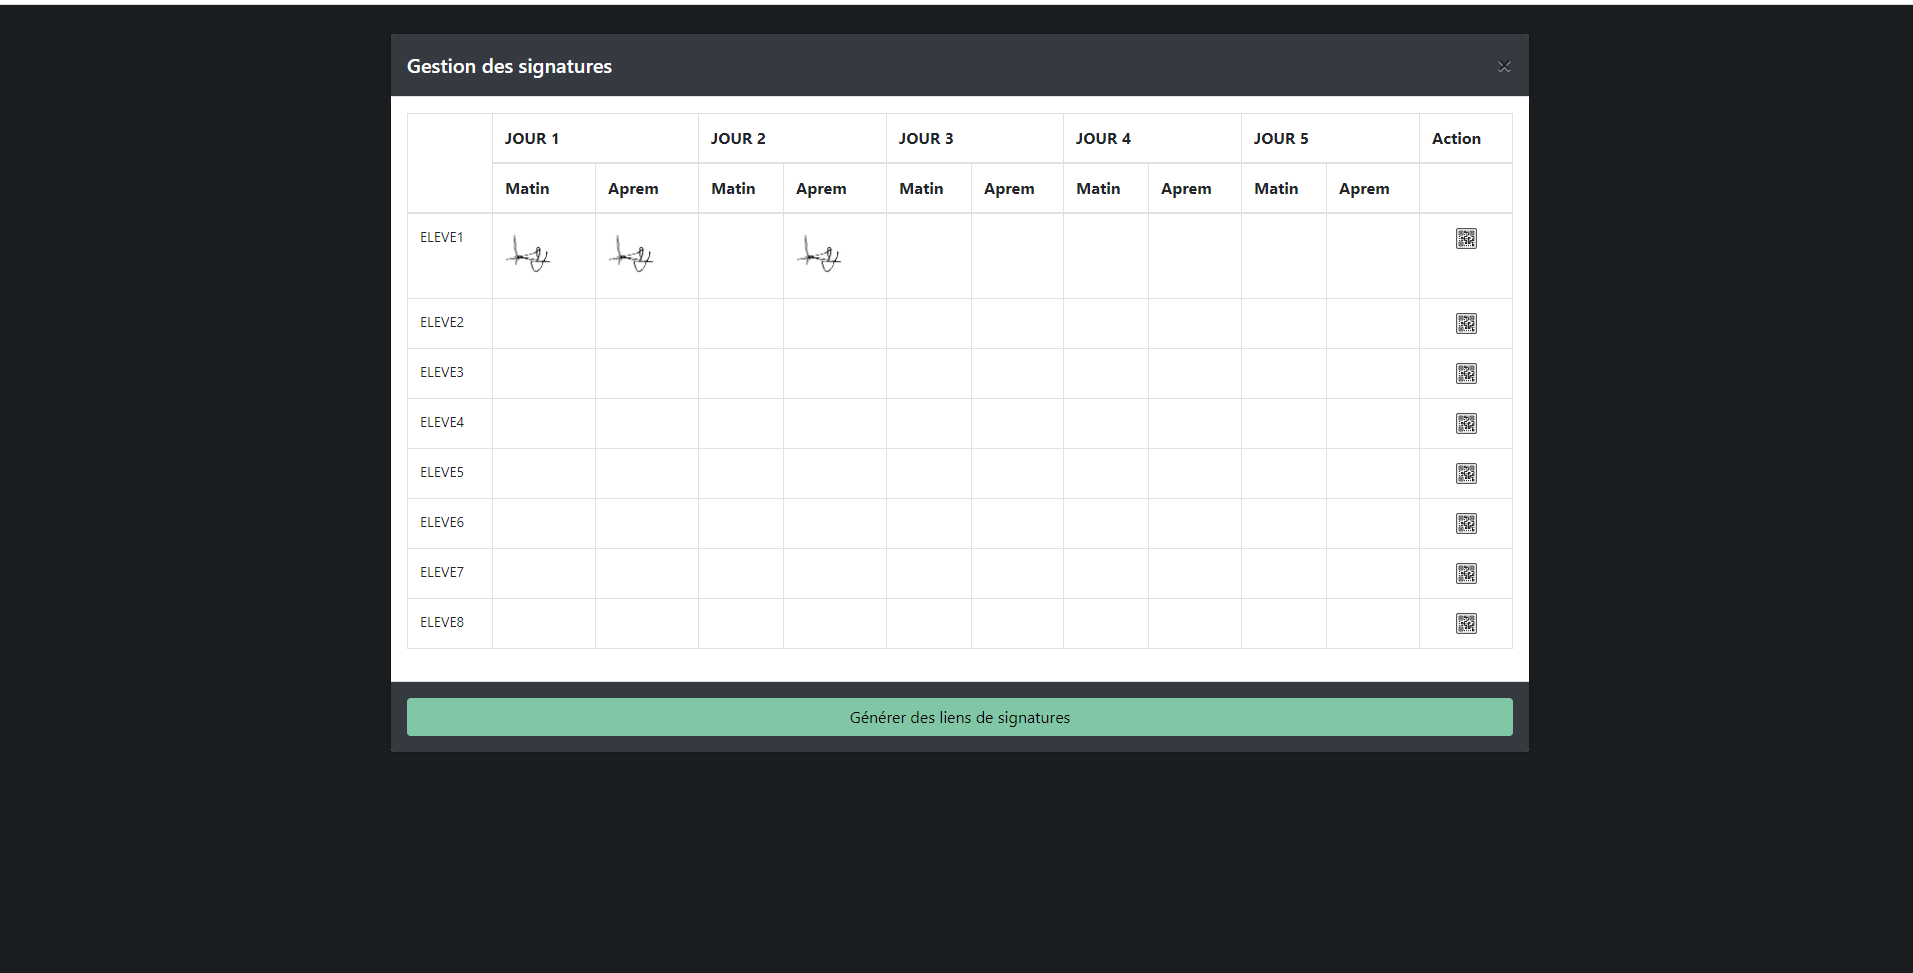 Gestion des signatures ×
JOUR 1 JOUR 2 JOUR 3 JOUR 4 JOUR 5 Action
Matin Aprem Matin Aprem Matin Aprem Matin Aprem Matin Aprem
ELEVE1
ELEVE2
ELEVE3
ELEVE4
ELEVE5
ELEVE6
ELEVE7
ELEVE8
Générer des liens de signatures